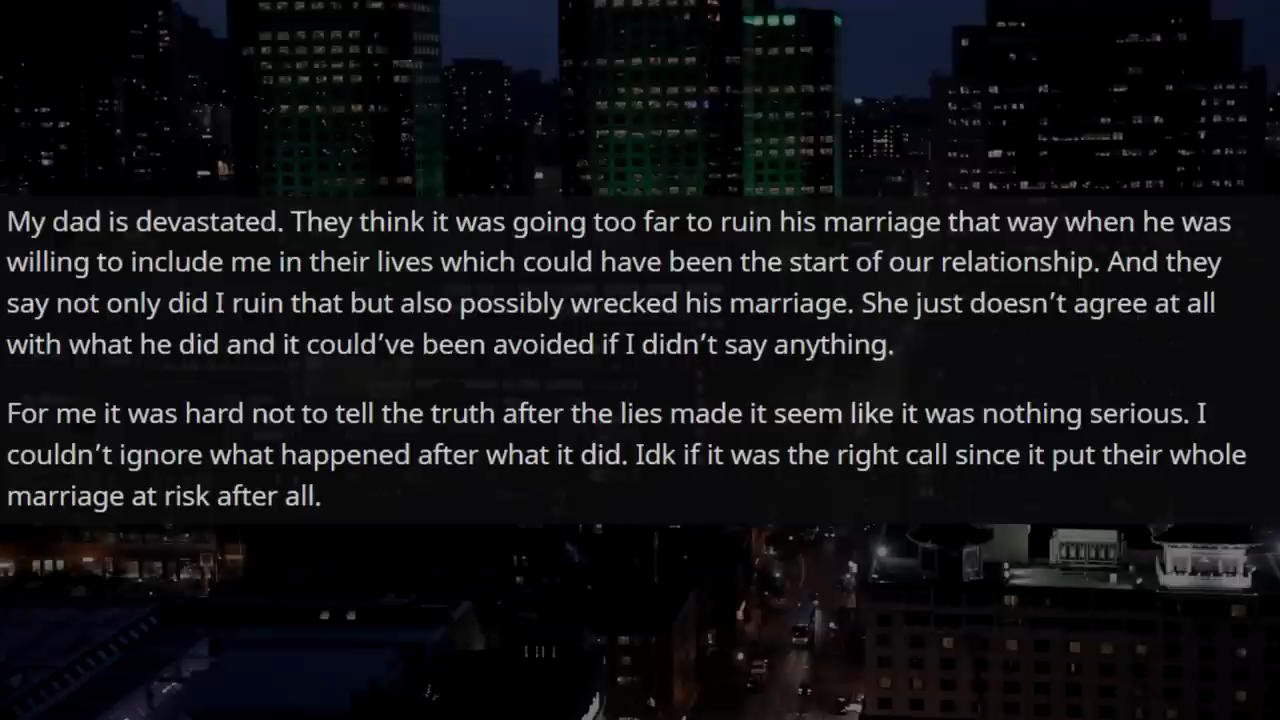 My dad is devastated. They think it was going too far to ruin his marriage that way when he was
willing to include me in their lives which could have been the start of our relationship. And they
say not only did I ruin that but also possibly wrecked his marriage. She just doesn’t agree at all
with what he did and it could’ve been avoided if I didn’t say anything.
For me it was hard not to tell the truth after the lies made it seem like it was nothing serious. I
couldn’t ignore what happened after what it did. Idk if it was the right call since it put their whole
marriage at risk after all.